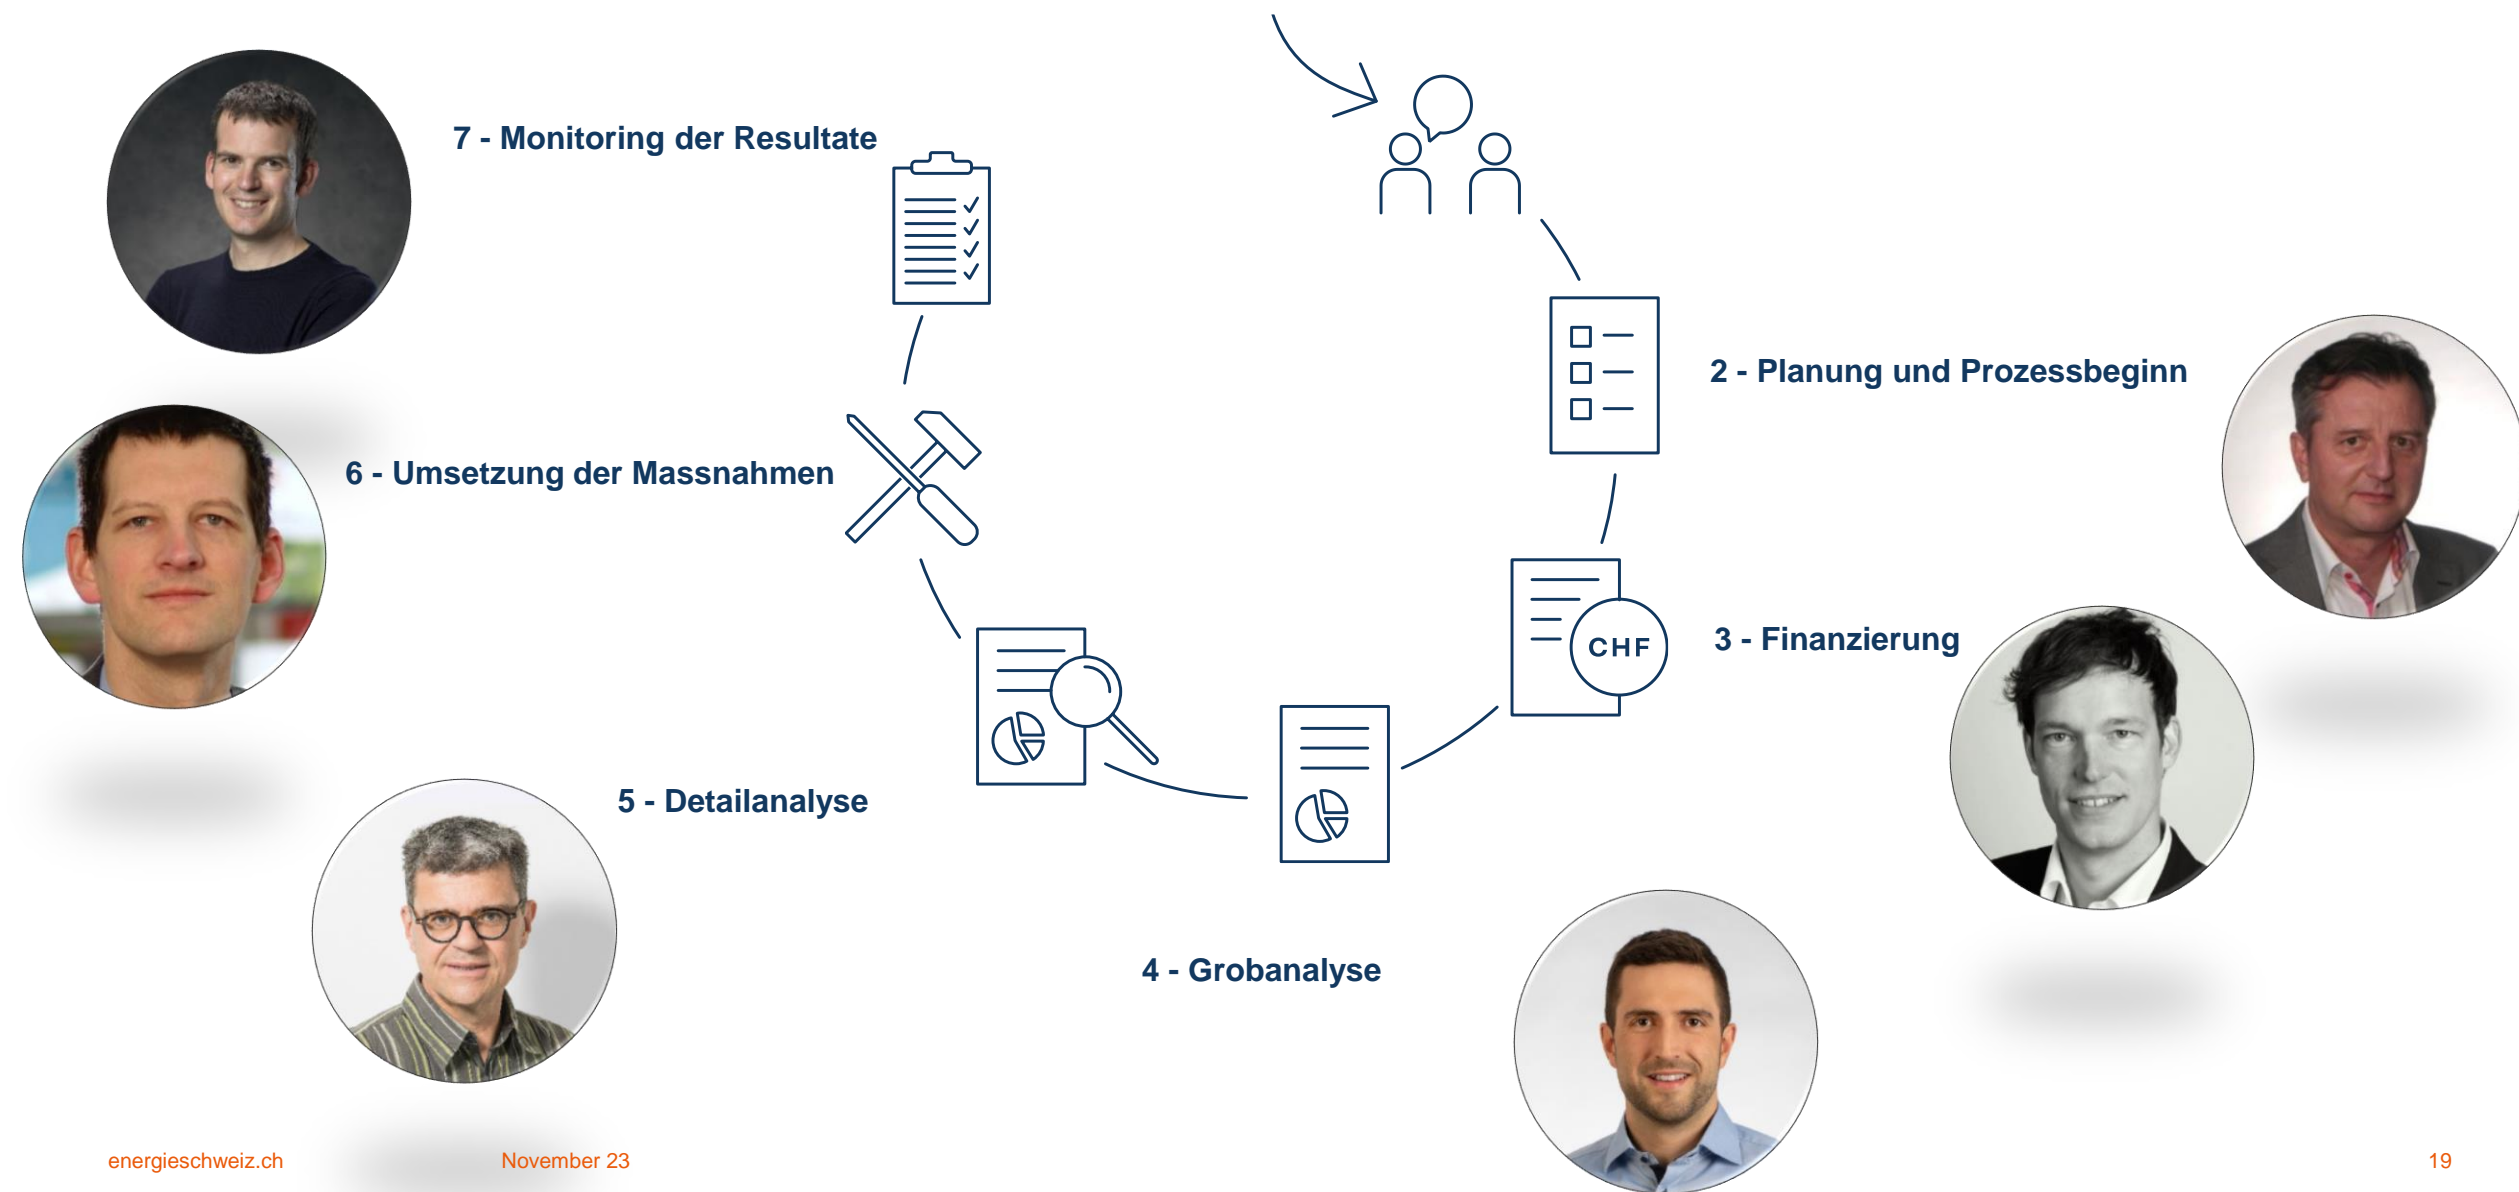 7 - Monitoring der Resultate
2 - Planung und Prozessbeginn
6 - Umsetzung der Massnahmen
CHF
3 - Finanzierung
5 - Detailanalyse
4 - Grobanalyse
energieschweiz.ch
November 23
19